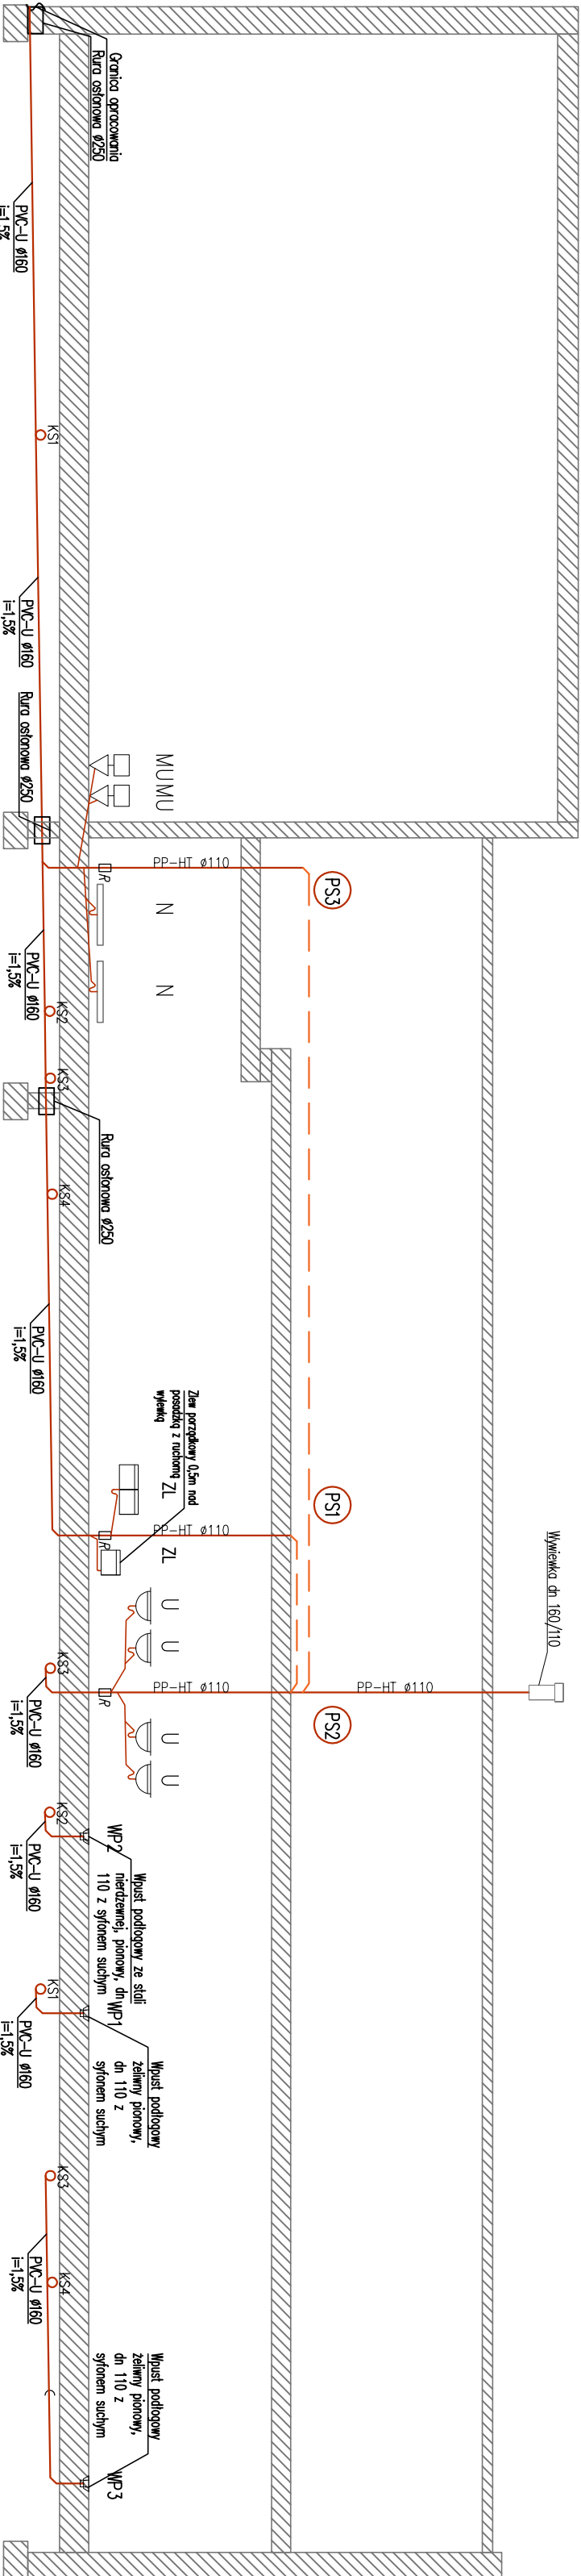 Granica opracowania
Rura osłonowa ø250
PVC-U ø160
i=1,5%
KS1
PVC-U ø160
i=1,5%
Rura osłonowa ø250
MU
MU
PP-HT ø110
R
PS3
N
N
PVC-U ø160
i=1,5%
KS2
KS3
Rura osłonowa ø250
KS4
PVC-U ø160
i=1,5%
Zlew porządkowy 0,5m nad
posadzką z ruchomą
wylewką
ZL
PP-HT ø110
R
ZL
PS1
Wywiewka dn 160/110
U
U
KS3
PVC-U ø160
i=1,5%
R
PP-HT ø110
PP-HT ø110
PS2
U
U
KS2
PVC-U ø160
i=1,5%
WP2
Wpust podłogowy ze stali
nierdzewnej, pionowy, dn
110 z syfonem suchym
KS1
PVC-U ø160
i=1,5%
WP1
Wpust podłogowy
żeliwny pionowy,
dn 110 z
syfonem suchym
KS3
PVC-U ø160
i=1,5%
KS4
Wpust podłogowy
żeliwny pionowy,
dn 110 z
syfonem suchym
WP3